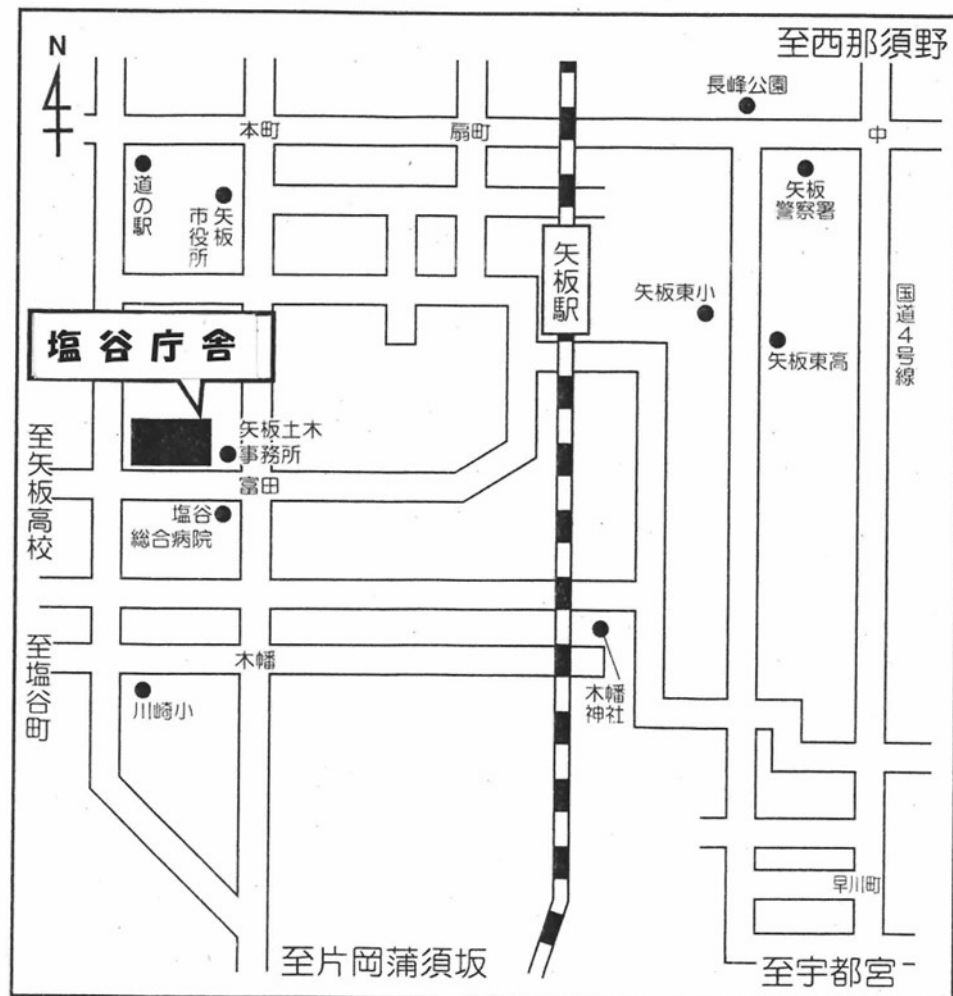 至西那須野
N
長峰公園
本町
扇町
中
道の駅
矢板
市役所
矢板
警察署
矢板駅
矢板東小
国道4号線
塩谷庁舎
矢板東高
至矢板高校
矢板土木
事務所
富田
塩谷
総合病院
至塩谷町
木幡
川崎小
木幡
神社
早川町
至片岡蒲須坂
至宇都宮